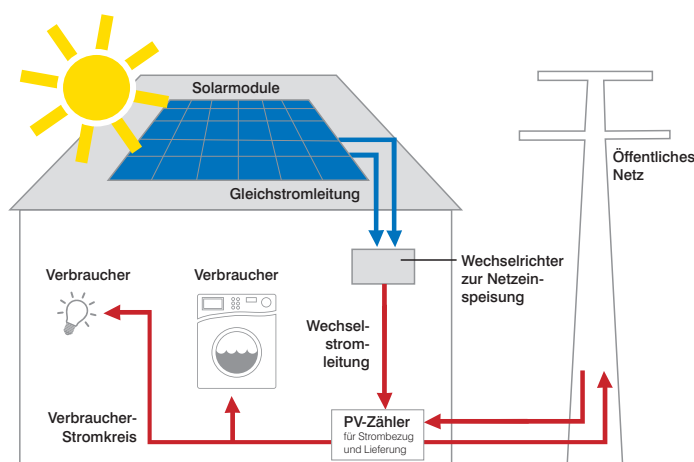 Solarmodule
Öffentliches
Netz
Gleichstromleitung
Verbraucher
Verbraucher
Wechselrichter
zur Netzein-
speisung
Wechsel-
strom-
leitung
Verbraucher-
Stromkreis
PV-Zähler
für Strombezug
und Lieferung